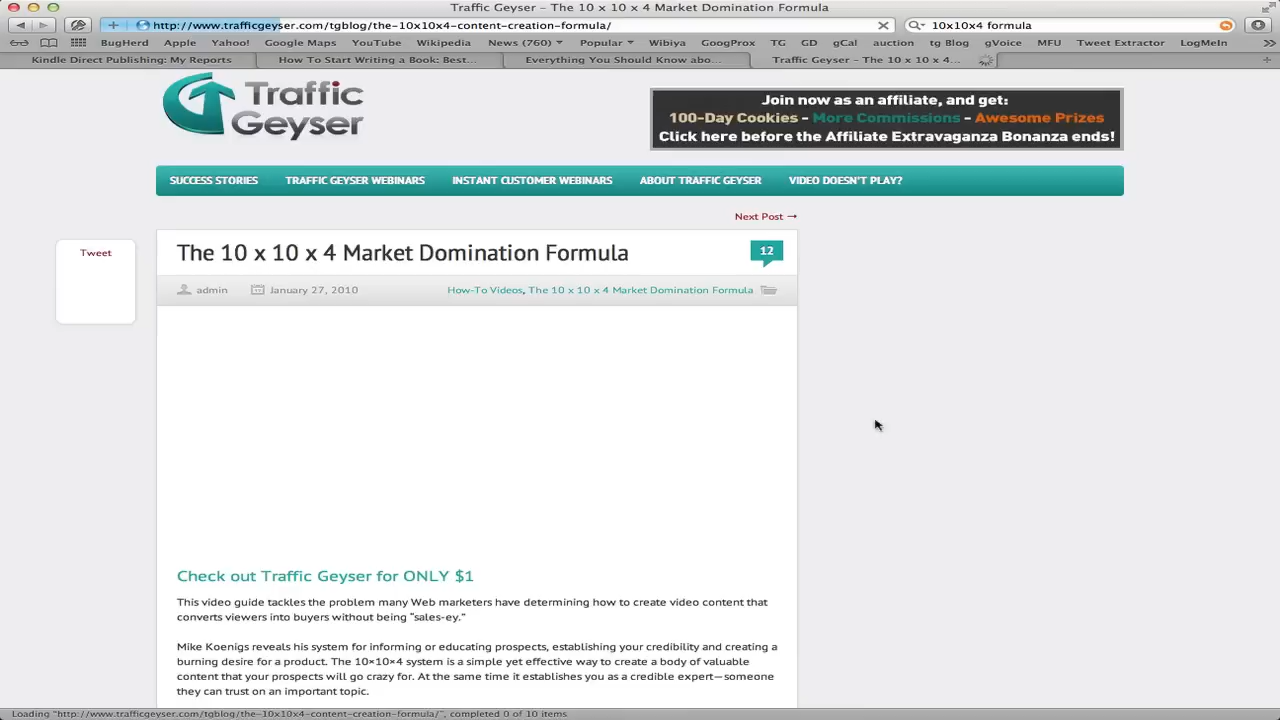 Traffic Geyser – The 10 x 10 x 4 Market Domination Formula
http://www.trafficgeyser.com/tgblog/the-10x10x4-content-creation-formula/
10x10x4 formula
BugHerd Apple Yahoo! Google Maps YouTube Wikipedia News (760) Popular Wibiya GoogProx TG GD gCal auction tg Blog gVoice MFU Tweet Extractor LogMeIn
Kindle Direct Publishing: My Reports How To Start Writing a Book: Best... Everything You Should Know abo... Traffic Geyser – The 10 x 10 x 4...
Traffic
Geyser
Join now as an affiliate, and get:
100-Day Cookies - More Commissions - Awesome Prizes
Click here before the Affiliate Extravaganza Bonanza ends!
SUCCESS STORIES TRAFFIC GEYSER WEBINARS INSTANT CUSTOMER WEBINARS ABOUT TRAFFIC GEYSER VIDEO DOESN'T PLAY?
Next Post →
Tweet
The 10 x 10 x 4 Market Domination Formula 12
admin January 27, 2010 How-To Videos, The 10 x 10 x 4 Market Domination Formula
Check out Traffic Geyser for ONLY $1
This video guide tackles the problem many Web marketers have determining how to create video content that
converts viewers into buyers without being "sales-ey."
Mike Koenigs reveals his system for informing or educating prospects, establishing your credibility and creating a
burning desire for a product. The 10×10×4 system is a simple yet effective way to create a body of valuable
content that your prospects will go crazy for. At the same time it establishes you as a credible expert—someone
they can trust on an important topic.
Loading "http://www.trafficgeyser.com/tgblog/the-10x10x4-content-creation-formula/", completed 0 of 10 items